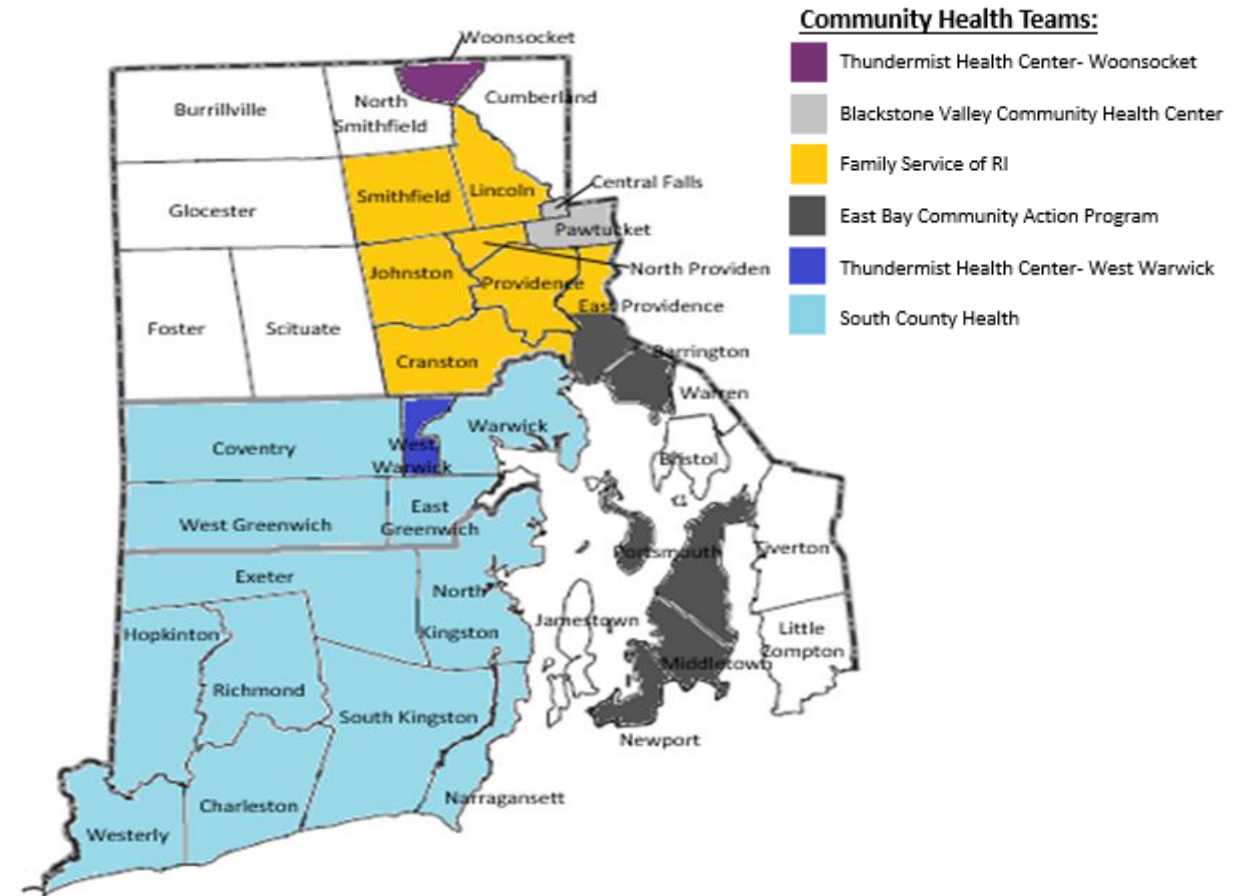 Community Health Teams:
Thundermist Health Center- Woonsocket
Blackstone Valley Community Health Center
Family Service of RI
East Bay Community Action Program
Thundermist Health Center- West Warwick
South County Health
Woonsocket
Burrillville
North
Smithfield
Cumberland
Central Falls
Smithfield
Lincoln
Glocester
Pawtucket
North Providen
Johnston
Providence
East Providence
Foster
Scituate
Cranston
Barrington
Warren
Warwick
Coventry
West
Warwick
Bristol
East
Greenwich
West Greenwich
Portsmouth
Tiverton
Exeter
North
Kingston
Jamestown
Hopkinton
Little
Compton
Middletown
Richmond
South Kingston
Newport
Narragansett
Charleston
Westerly